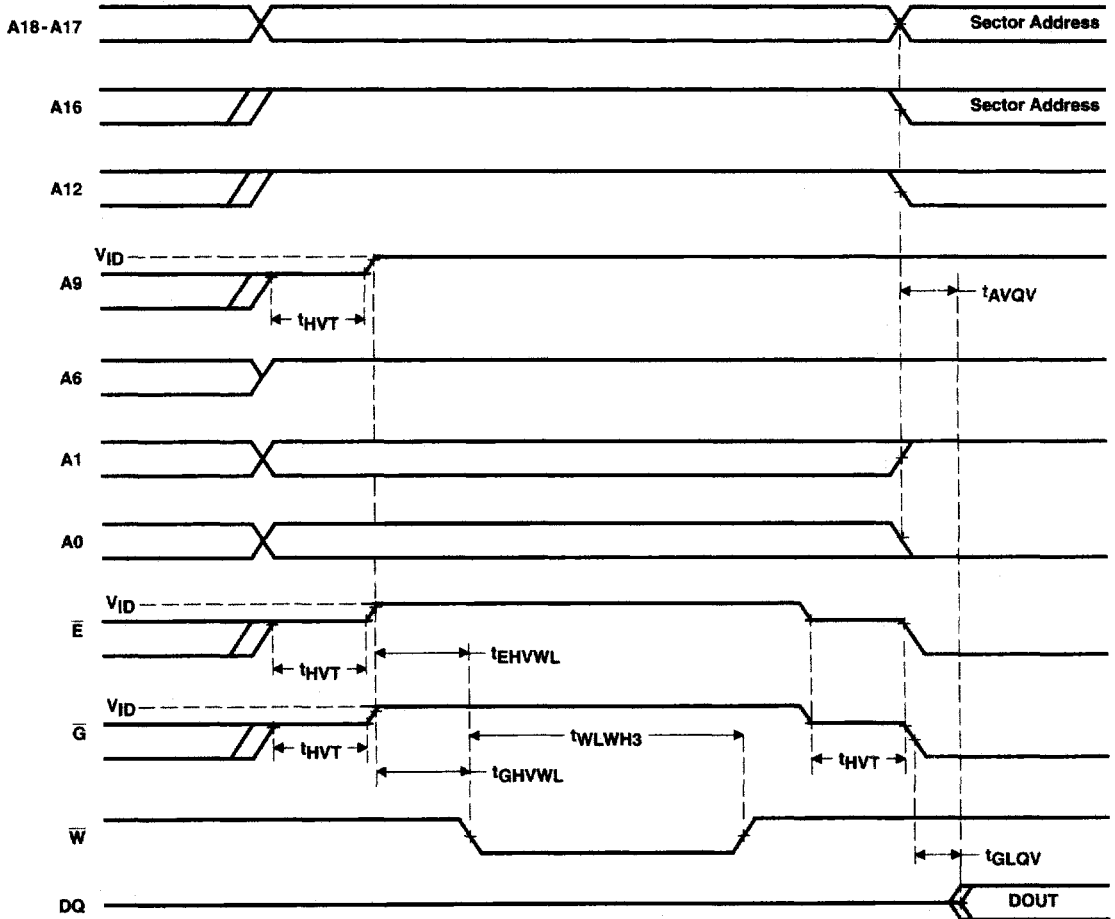 A18-A17 Sector Address
A16 Sector Address
A12
VID
A9
tAVQV
tHVT
A6
A1
A0
VID
E̅
tEHVWL
tHVT
VID
G̅
tWLWH3
tHVT
tHVT
tGHVWL
W̅
tGLQV
DQ DOUT